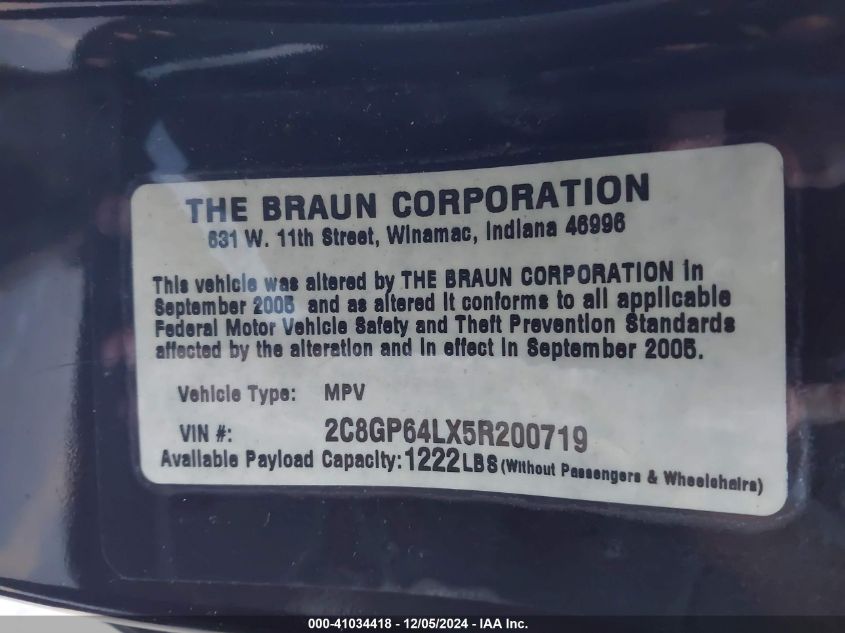 THE BRAUN CORPORATION
631 W. 11th Street, Winamac, Indiana 46996
This vehicle was altered by THE BRAUN CORPORATION in
September 2005 and as altered it conforms to all applicable
Federal Motor Vehicle Safety and Theft Prevention Standards
affected by the alteration and in effect in September 2005.
Vehicle Type: MPV
VIN #: 2C8GP64LX5R200719
Available Payload Capacity: 1222 LBS (Without Passengers & Wheelchairs)
000-41034418 - 12/05/2024 - IAA Inc.